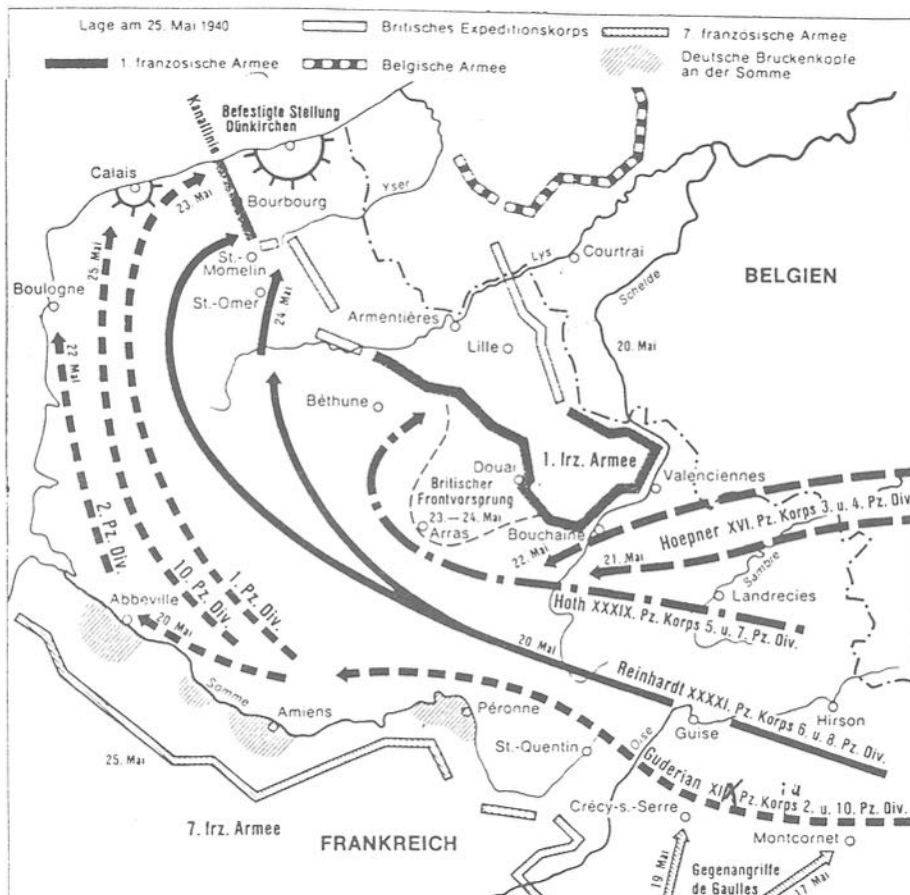 Lage am 25. Mai 1940
Britisches Expeditionskorps
7. französische Armee
1. französische Armee
Belgische Armee
Deutsche Bruckenkopfe
an der Somme
Kanallinie
Befestigte Stellung
Dünkirchen
Calais
23. Mai
Bourbourg
Yser
St.-
Momelin
25. Mai
Boulogne
St.-Omer
24. Mai
Lys
Courtrai
Schelde
BELGIEN
Armentières
Lille
20. Mai
22. Mai
Béthune
1. frz. Armee
Douai
Valenciennes
Britischer
Frontvorsprung
23.—24. Mai
Arras
Bouchaine
22. Mai
21. Mai
Hoepner XVI. Pz. Korps 3. u. 4. Pz. Div.
Sambre
Landrecies
Hoth XXXIX. Pz. Korps 5. u. 7. Pz. Div.
2. Pz. Div.
10. Pz. Div.
1. Pz. Div.
Abbeville
20. Mai
20. Mai
Reinhardt XXXXI. Pz. Korps 6. u. 8. Pz. Div.
Somme
Amiens
Péronne
St.-Quentin
Oise
Guise
Hirson
25. Mai
Guderian
Pz. Korps 2. u. 10. Pz. Div.
Crécy-s.-Serre
Montcornet
7. frz. Armee
FRANKREICH
19. Mai
Gegenangriffe
de Gaulles
17. Mai